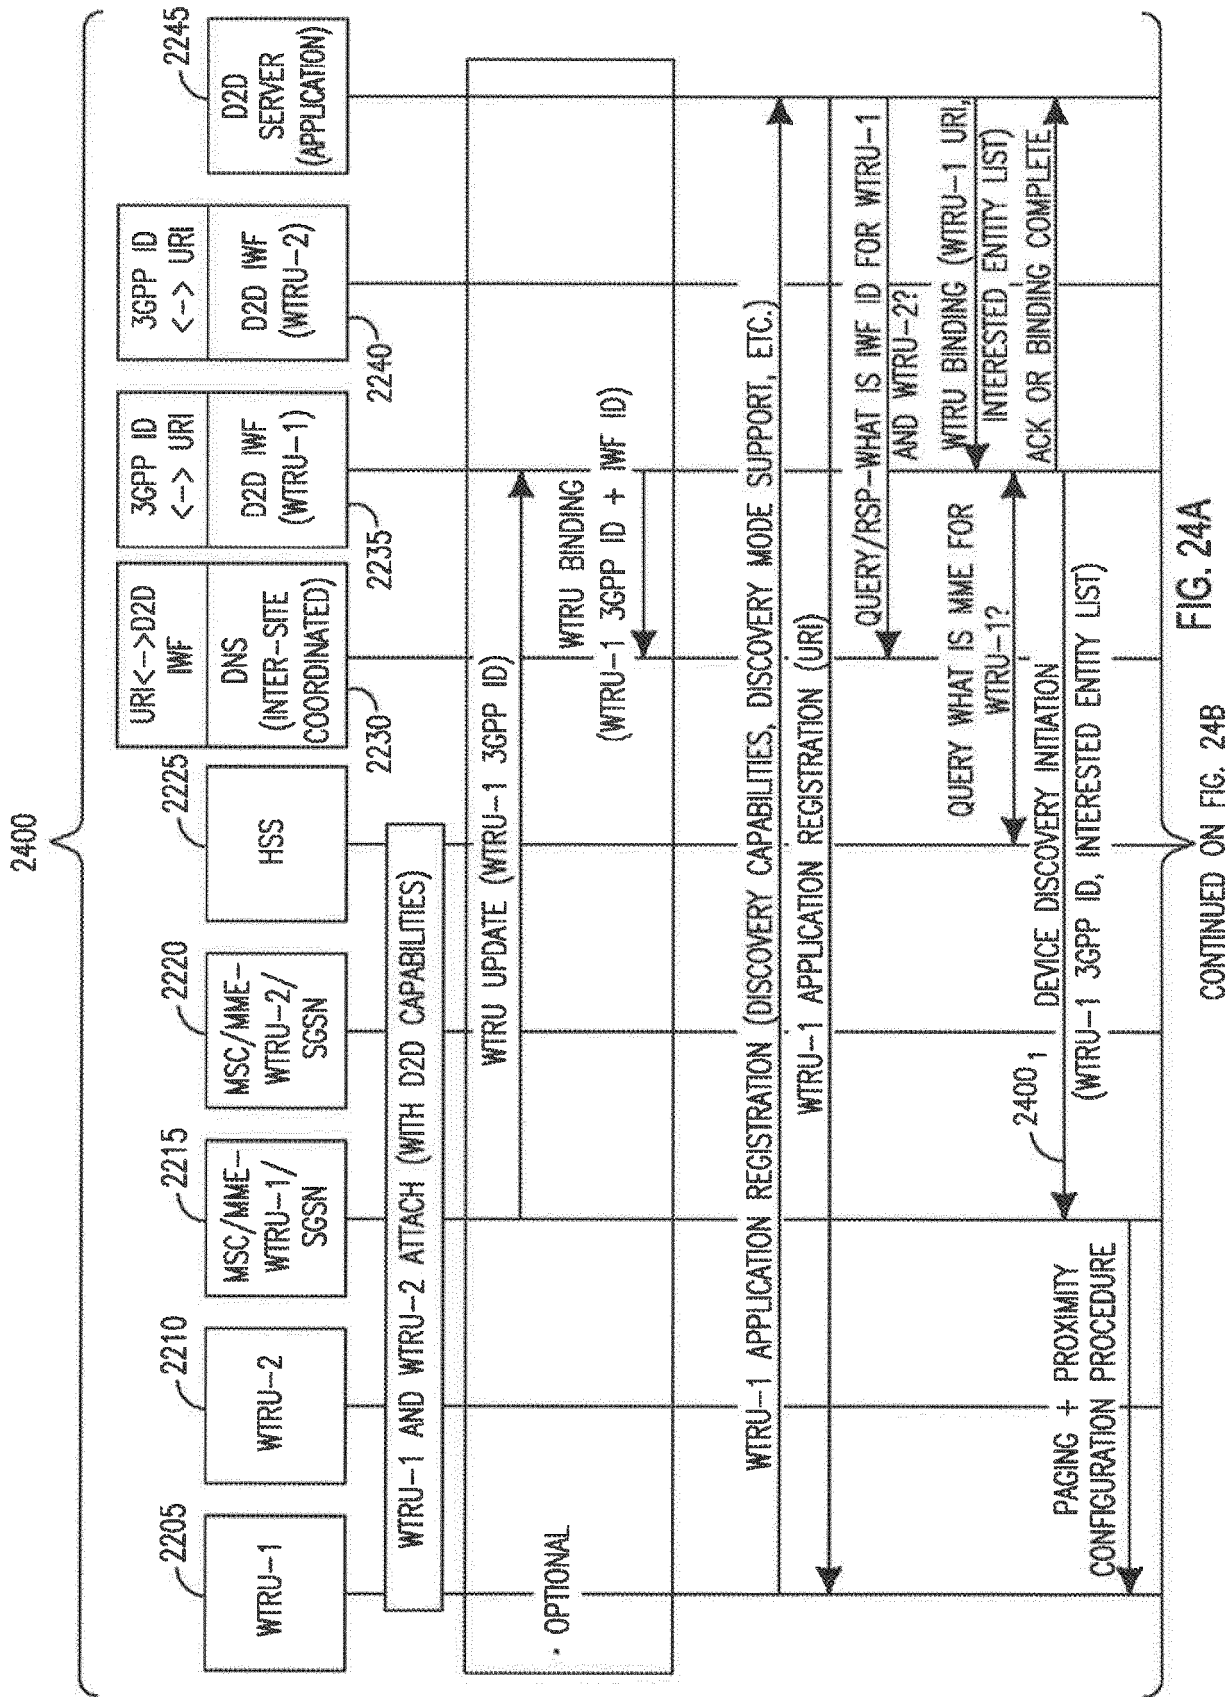 2400
2205
WTRU-1
2210
WTRU-2
2215
MSC/MME-
WTRU-1/
SGSN
2220
MSC/MME-
WTRU-2/
SGSN
2225
HSS
URI<->D2D
IWF
DNS
(INTER-SITE
COORDINATED)
2230
3GPP ID
<-> URI
D2D IWF
(WTRU-1)
2235
3GPP ID
<-> URI
D2D IWF
(WTRU-2)
2240
2245
D2D
SERVER
(APPLICATION)
WTRU-1 AND WTRU-2 ATTACH (WITH D2D CAPABILITIES)
WTRU UPDATE (WTRU-1 3GPP ID)
· OPTIONAL
WTRU BINDING
(WTRU-1 3GPP ID + IWF ID)
WTRU-1 APPLICATION REGISTRATION (DISCOVERY CAPABILITIES, DISCOVERY MODE SUPPORT, ETC.)
WTRU-1 APPLICATION REGISTRATION (URI)
QUERY/RSP-WHAT IS IWF ID FOR WTRU-1
AND WTRU-2?
WTRU BINDING (WTRU-1 URI,
INTERESTED ENTITY LIST)
QUERY WHAT IS MME FOR
WTRU-1?
ACK OR BINDING COMPLETE
2400₁
DEVICE DISCOVERY INITIATION
(WTRU-1 3GPP ID, INTERESTED ENTITY LIST)
PAGING + PROXIMITY
CONFIGURATION PROCEDURE
FIG. 24A
CONTINUED ON FIG. 24B